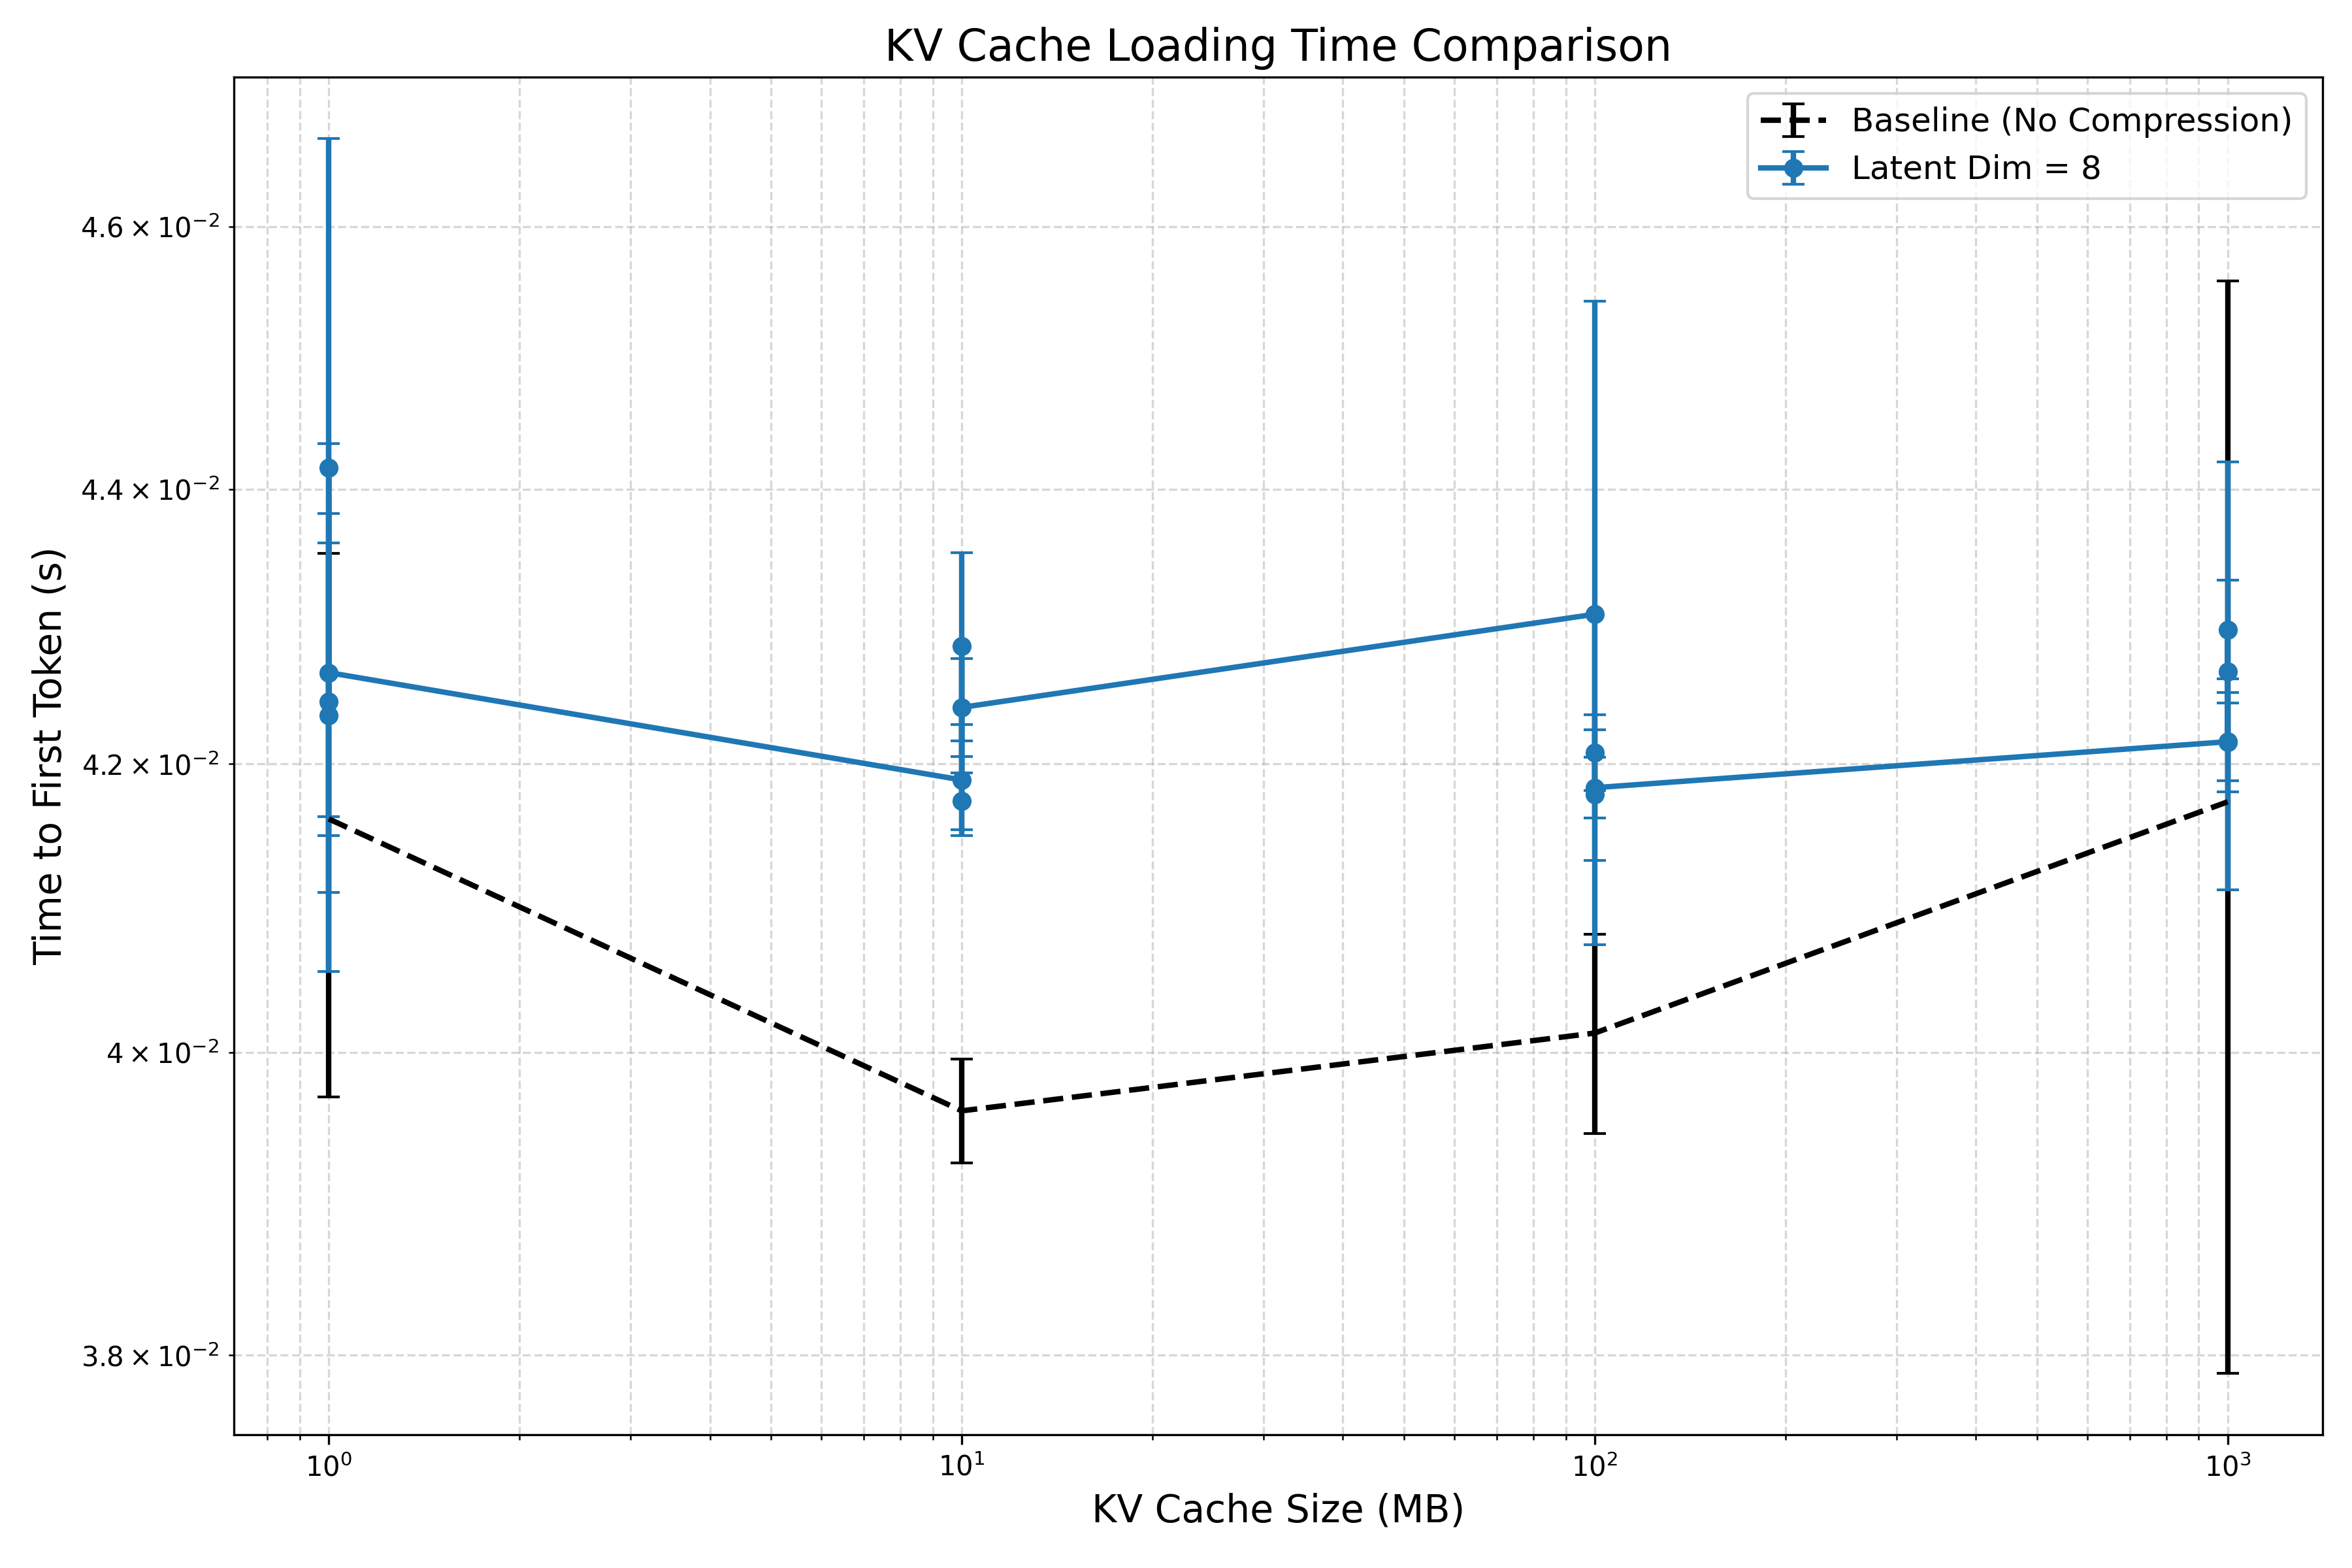 KV Cache Loading Time Comparison
Baseline (No Compression)
Latent Dim = 8
Time to First Token (s)
4.6 × 10⁻²
4.4 × 10⁻²
4.2 × 10⁻²
4 × 10⁻²
3.8 × 10⁻²
10⁰ 10¹ 10² 10³
KV Cache Size (MB)